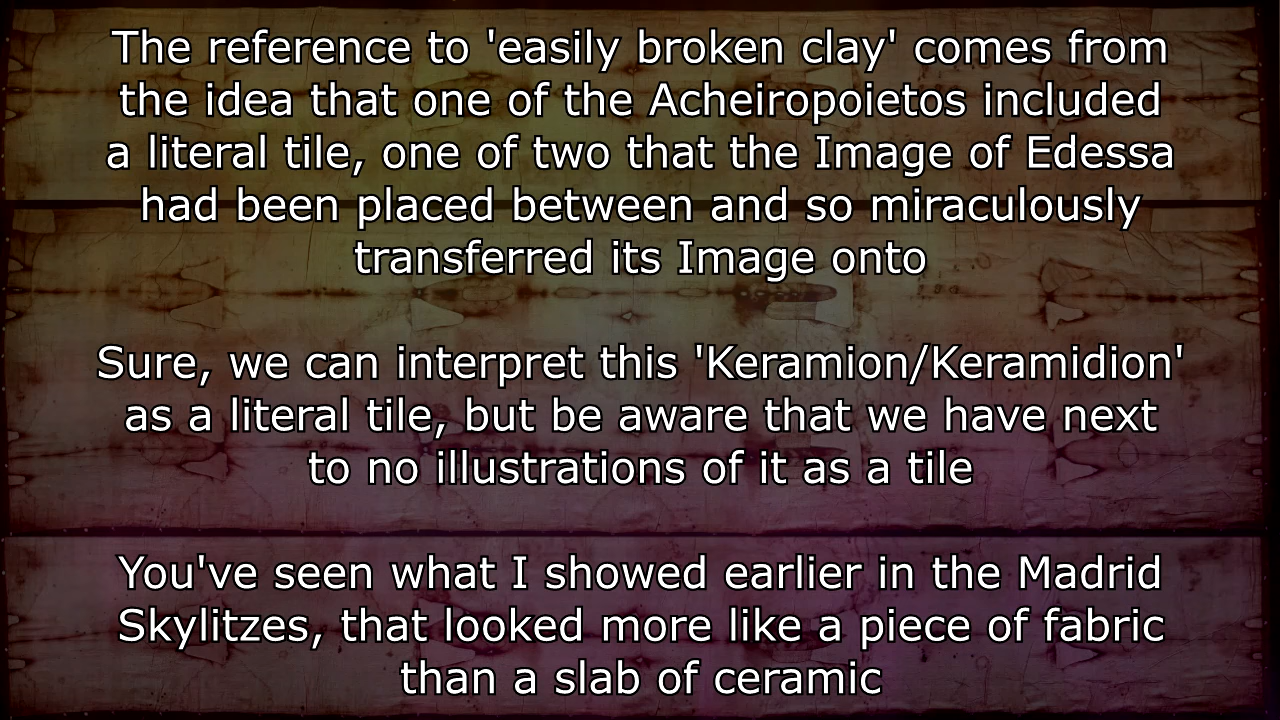 The reference to 'easily broken clay' comes from
the idea that one of the Acheiropoietos included
a literal tile, one of two that the Image of Edessa
had been placed between and so miraculously
transferred its Image onto
Sure, we can interpret this 'Keramion/Keramidion'
as a literal tile, but be aware that we have next
to no illustrations of it as a tile
You've seen what I showed earlier in the Madrid
Skylitzes, that looked more like a piece of fabric
than a slab of ceramic